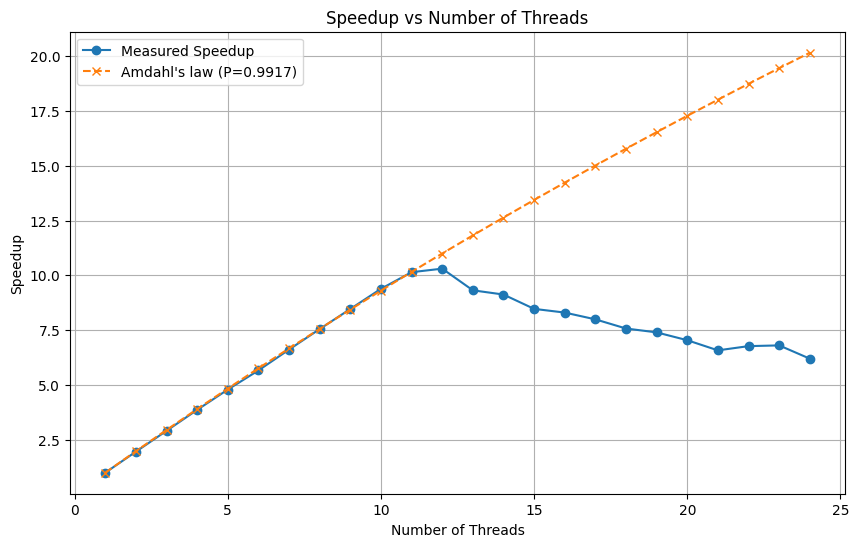 Speedup vs Number of Threads
Measured Speedup
Amdahl's law (P=0.9917)
20.0
17.5
15.0
12.5
10.0
7.5
5.0
2.5
Speedup
0 5 10 15 20 25
Number of Threads